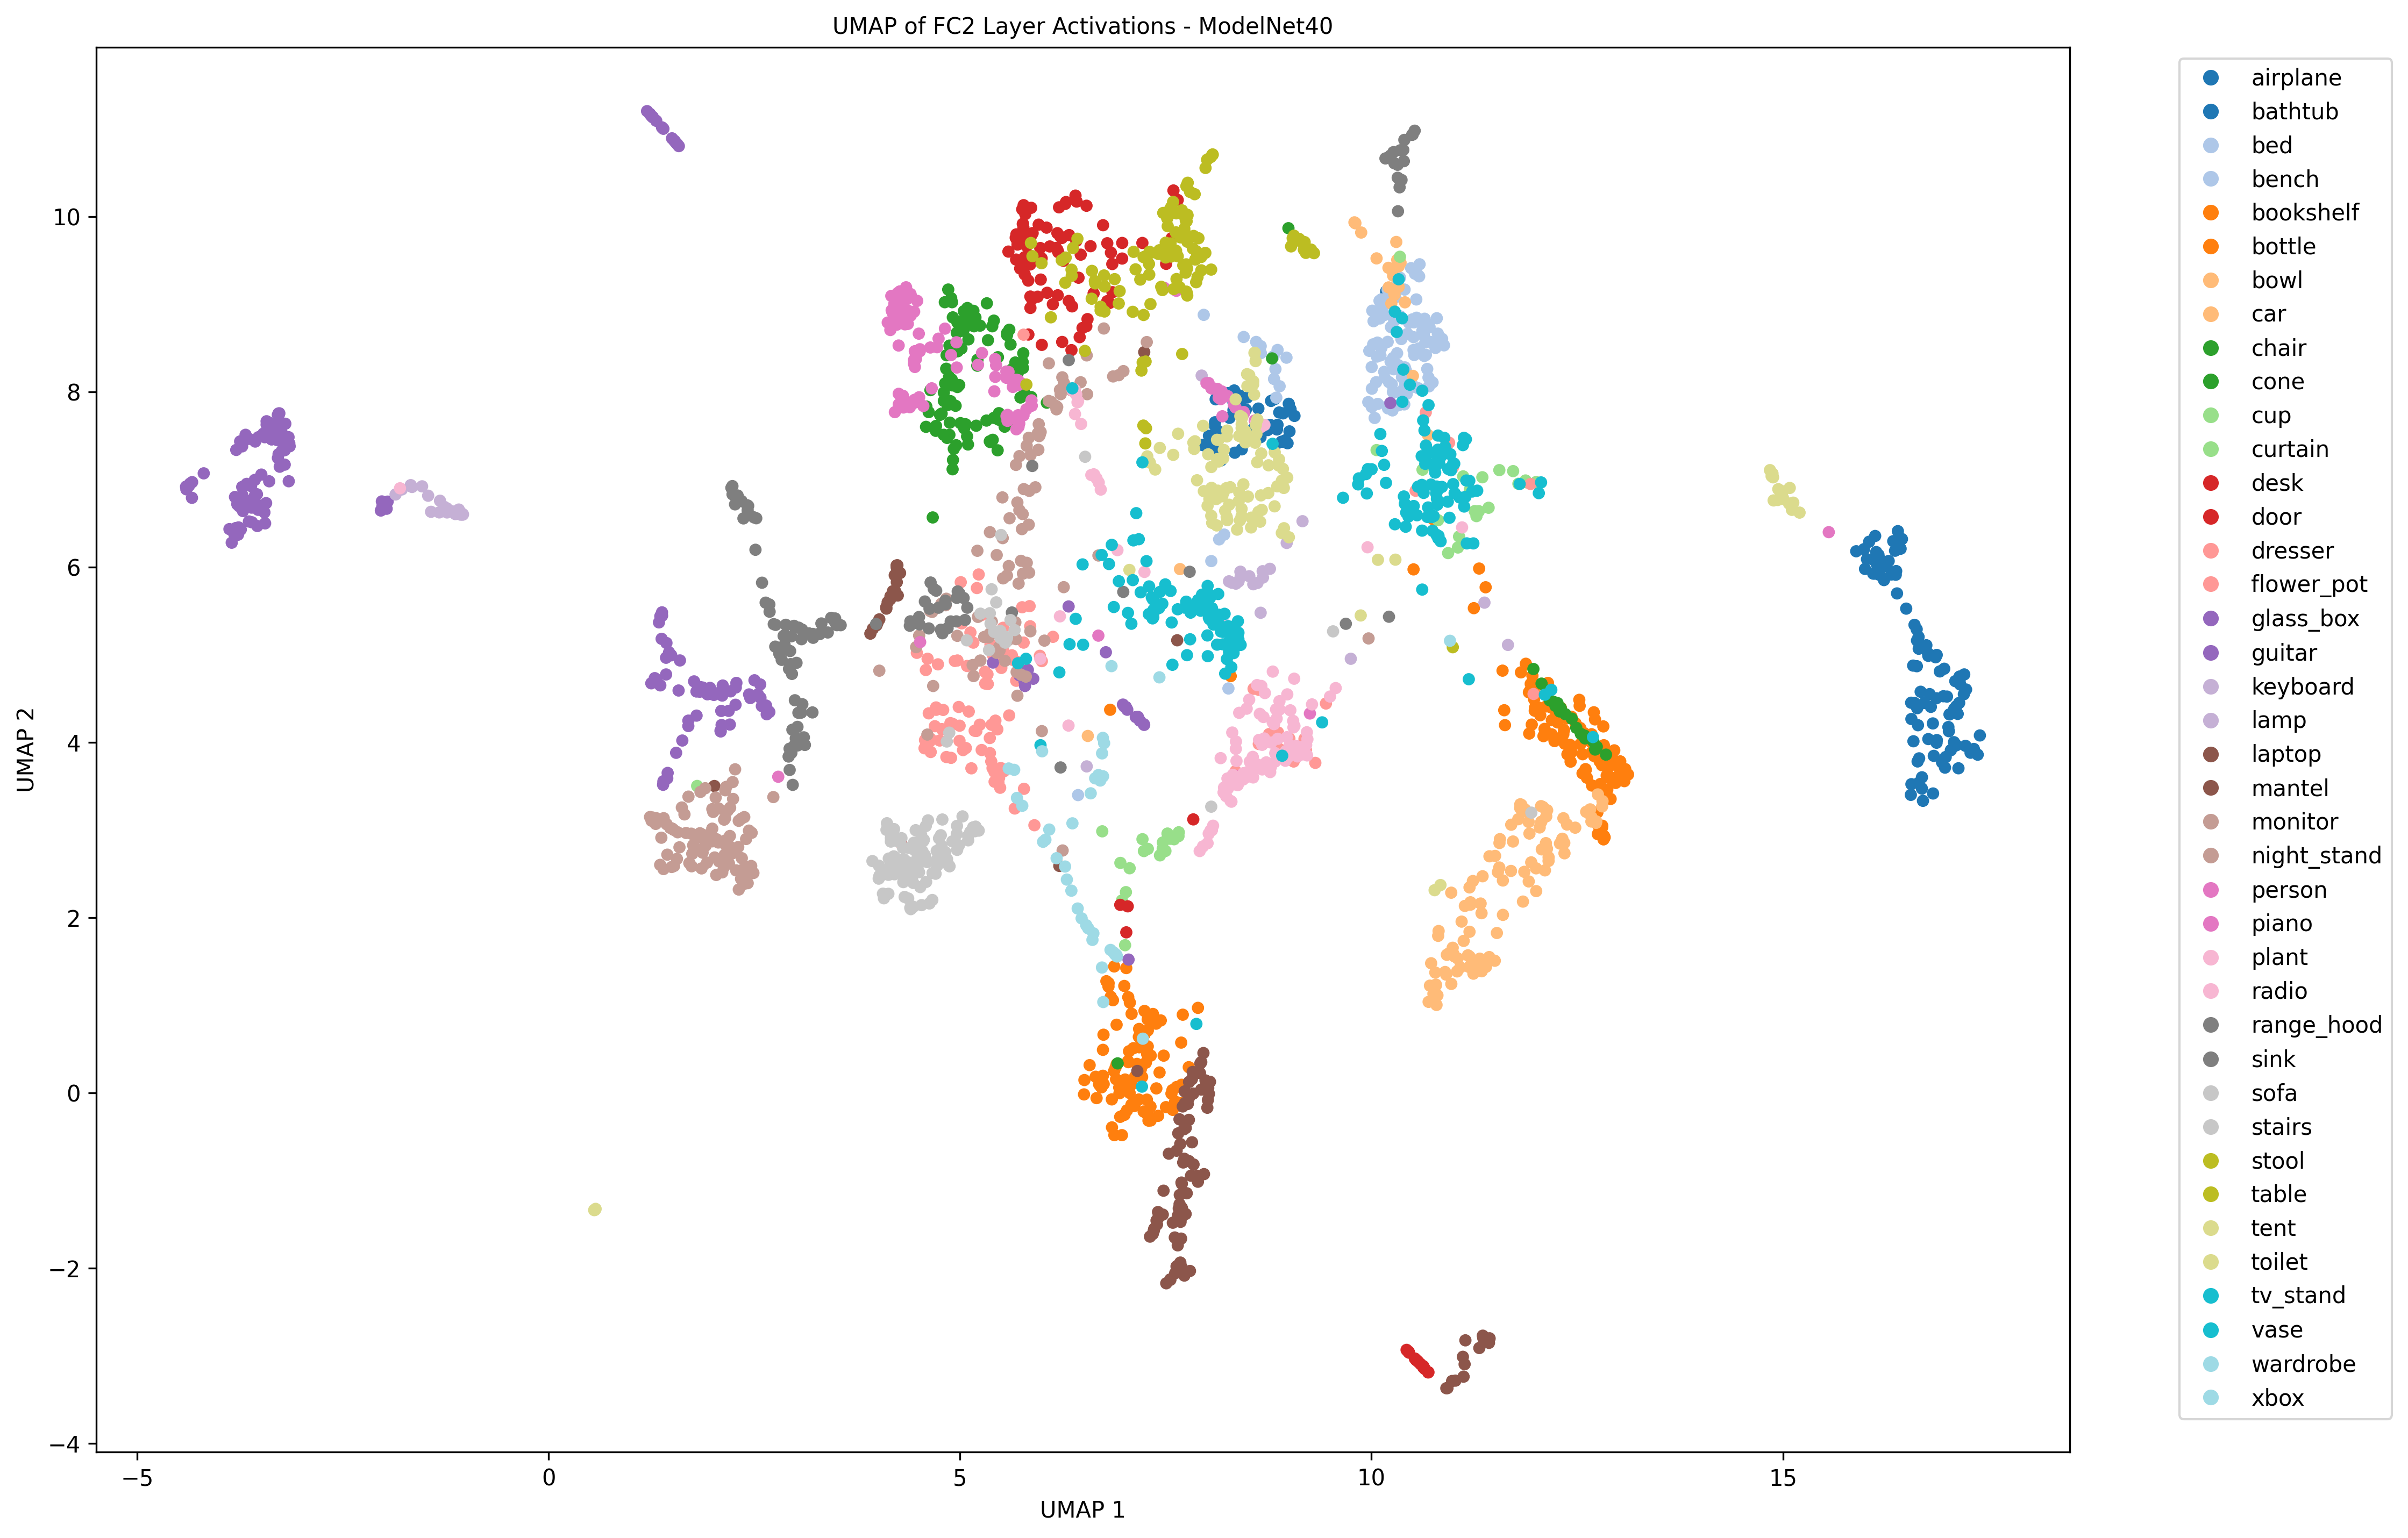 UMAP of FC2 Layer Activations - ModelNet40
10
8
6
4
2
0
−2
−4
UMAP 2
−5
0
5
10
15
UMAP 1
airplane
bathtub
bed
bench
bookshelf
bottle
bowl
car
chair
cone
cup
curtain
desk
door
dresser
flower_pot
glass_box
guitar
keyboard
lamp
laptop
mantel
monitor
night_stand
person
piano
plant
radio
range_hood
sink
sofa
stairs
stool
table
tent
toilet
tv_stand
vase
wardrobe
xbox